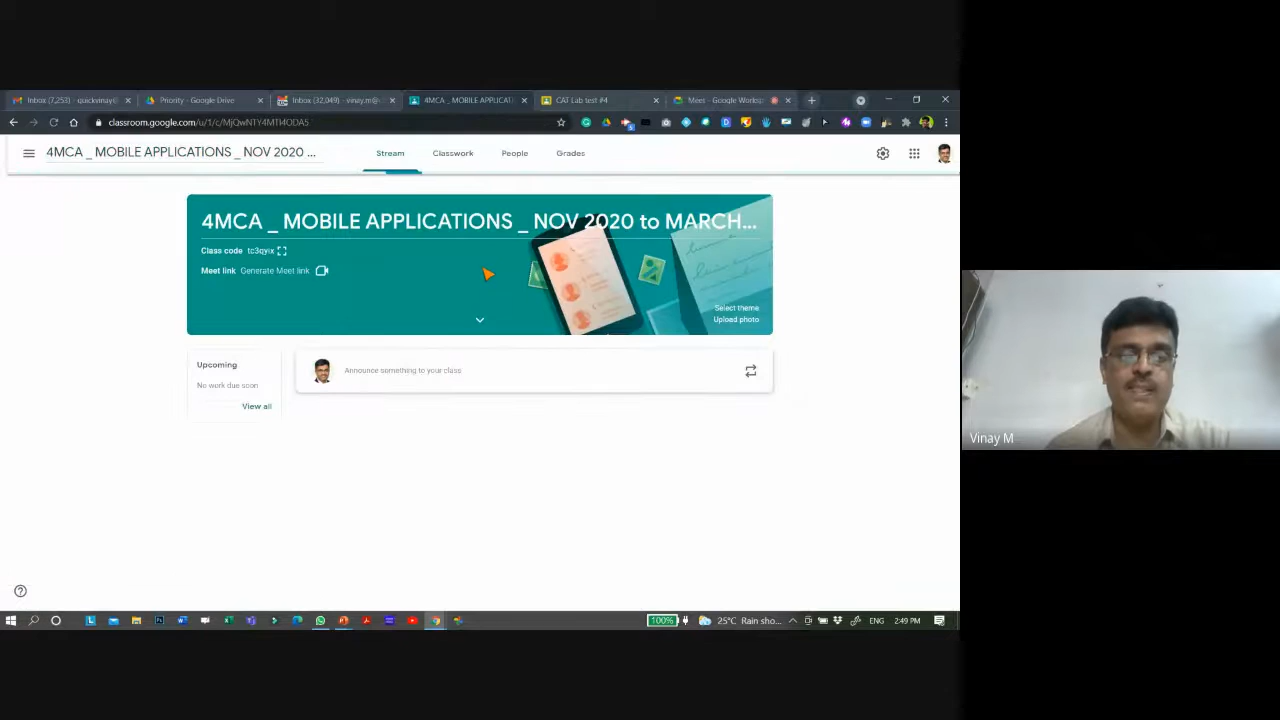 Inbox (7,253) - quickvinay@
Priority - Google Drive
Inbox (32,049) - vinay.m@
4MCA _ MOBILE APPLICATI
CAT Lab test #4
Meet - Google Worksp
classroom.google.com/u/1/c/MjQwNTY4MTI4ODA5
4MCA _ MOBILE APPLICATIONS _ NOV 2020 ...
Stream
Classwork
People
Grades
4MCA _ MOBILE APPLICATIONS _ NOV 2020 to MARCH...
Class code tc3qyix
Meet link Generate Meet link
Select theme
Upload photo
Upcoming
No work due soon
View all
Announce something to your class
Vinay M
100%
25°C Rain sho...
ENG
2:49 PM